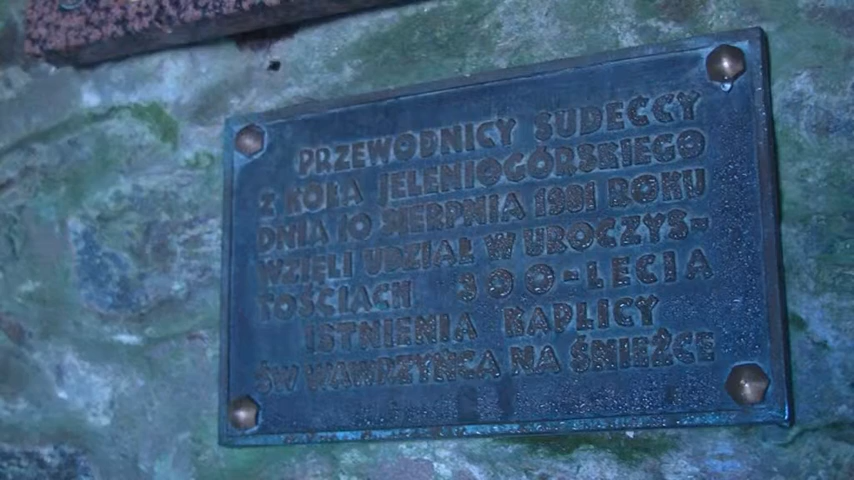 PRZEWODNICY SUDECCY
Z KOŁA JELENIOGÓRSKIEGO
DNIA 10 SIERPNIA 1981 ROKU
WZIELI UDZIAŁ W UROCZYS-
TOŚCIACH 300-LECIA
ISTNIENIA KAPLICY
ŚW WAWRZYŃCA NA ŚNIEŻCE